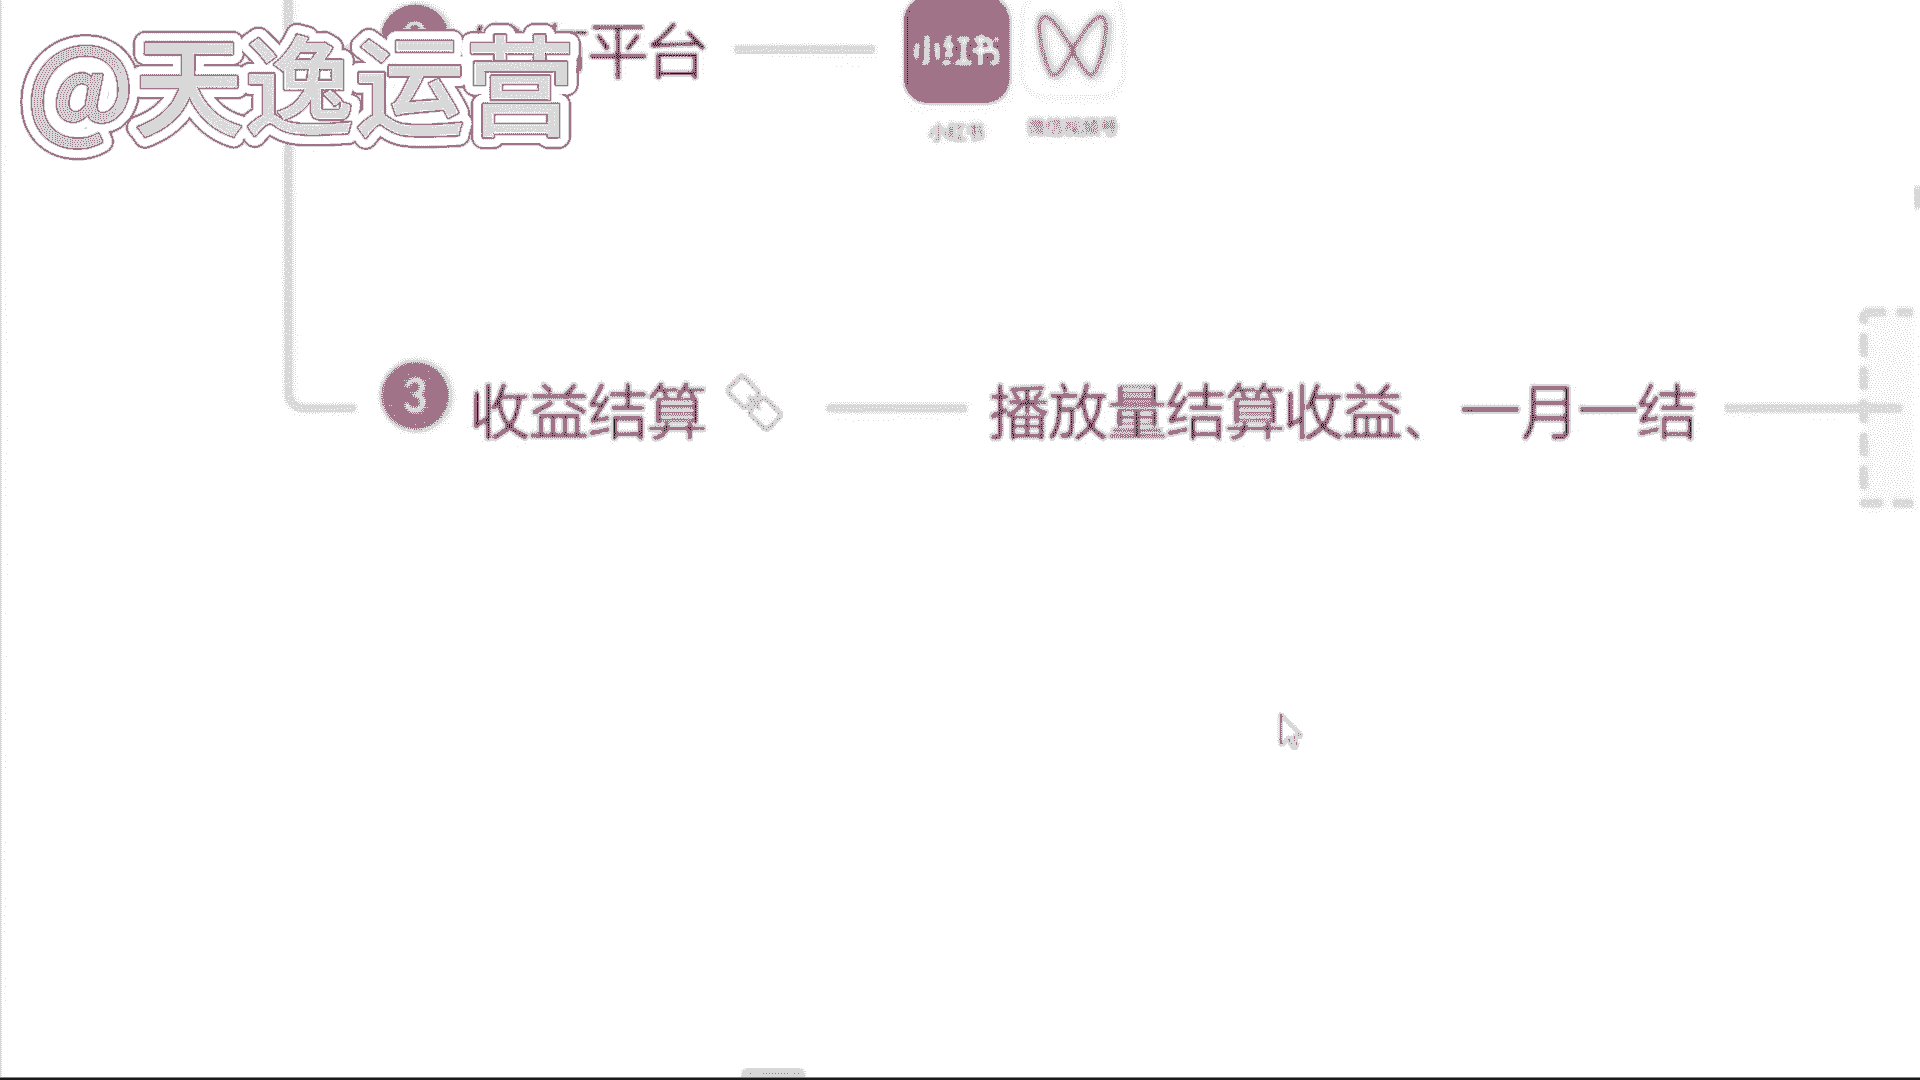 @天逸运营
平台
小红书
小红书
微信视频号
3 收益结算
播放量结算收益、一月一结